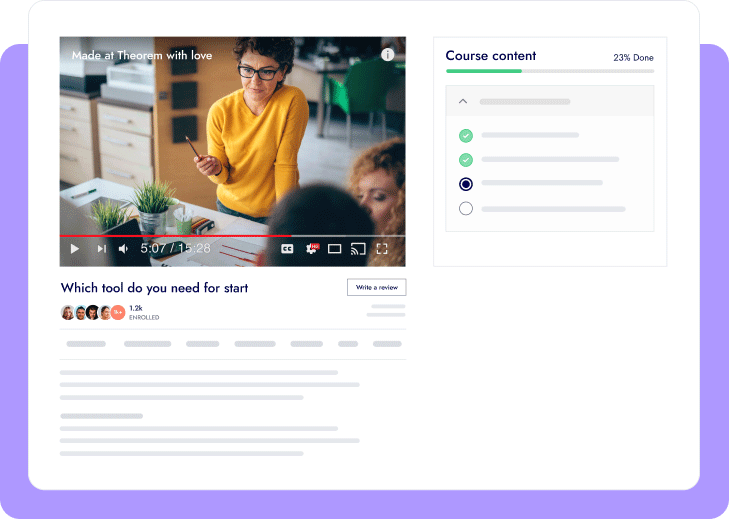 Made at Theorem with love
Course content
23% Done
5:07 / 15:28
CC
HD
Which tool do you need for start
Write a review
1.2k
ENROLLED